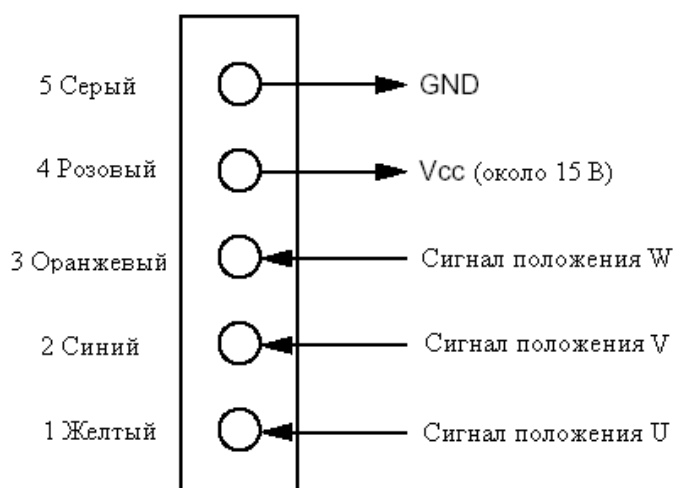 5 Серый GND
4 Розовый Vcc (около 15 В)
3 Оранжевый Сигнал положения W
2 Синий Сигнал положения V
1 Желтый Сигнал положения U